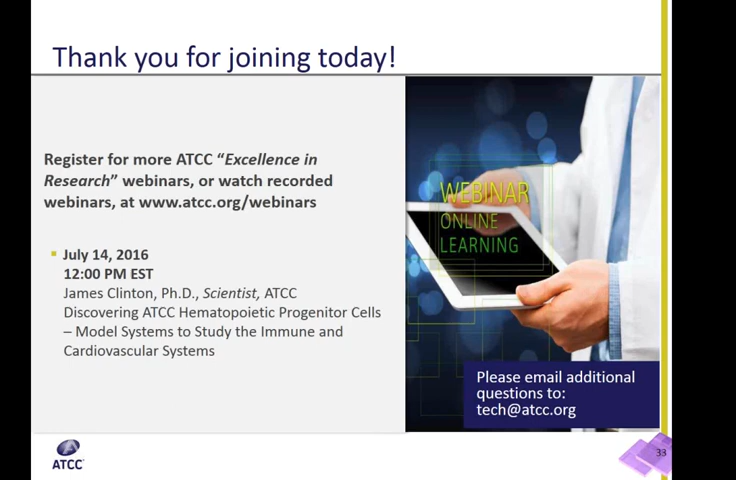 Thank you for joining today!
Register for more ATCC “Excellence in
Research” webinars, or watch recorded
webinars, at www.atcc.org/webinars
July 14, 2016
12:00 PM EST
James Clinton, Ph.D., Scientist, ATCC
Discovering ATCC Hematopoietic Progenitor Cells
– Model Systems to Study the Immune and
Cardiovascular Systems
WEBINAR
ONLINE
LEARNING
Please email additional
questions to:
tech@atcc.org
ATCC
33